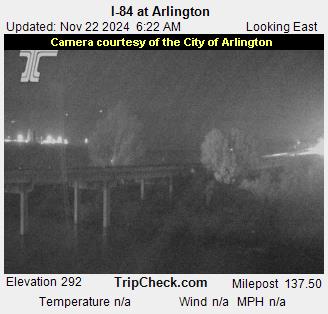 I-84 at Arlington
Updated: Nov 22 2024 6:22 AM Looking East
Camera courtesy of the City of Arlington
Elevation 292 TripCheck.com Milepost 137.50
Temperature n/a Wind n/a MPH n/a